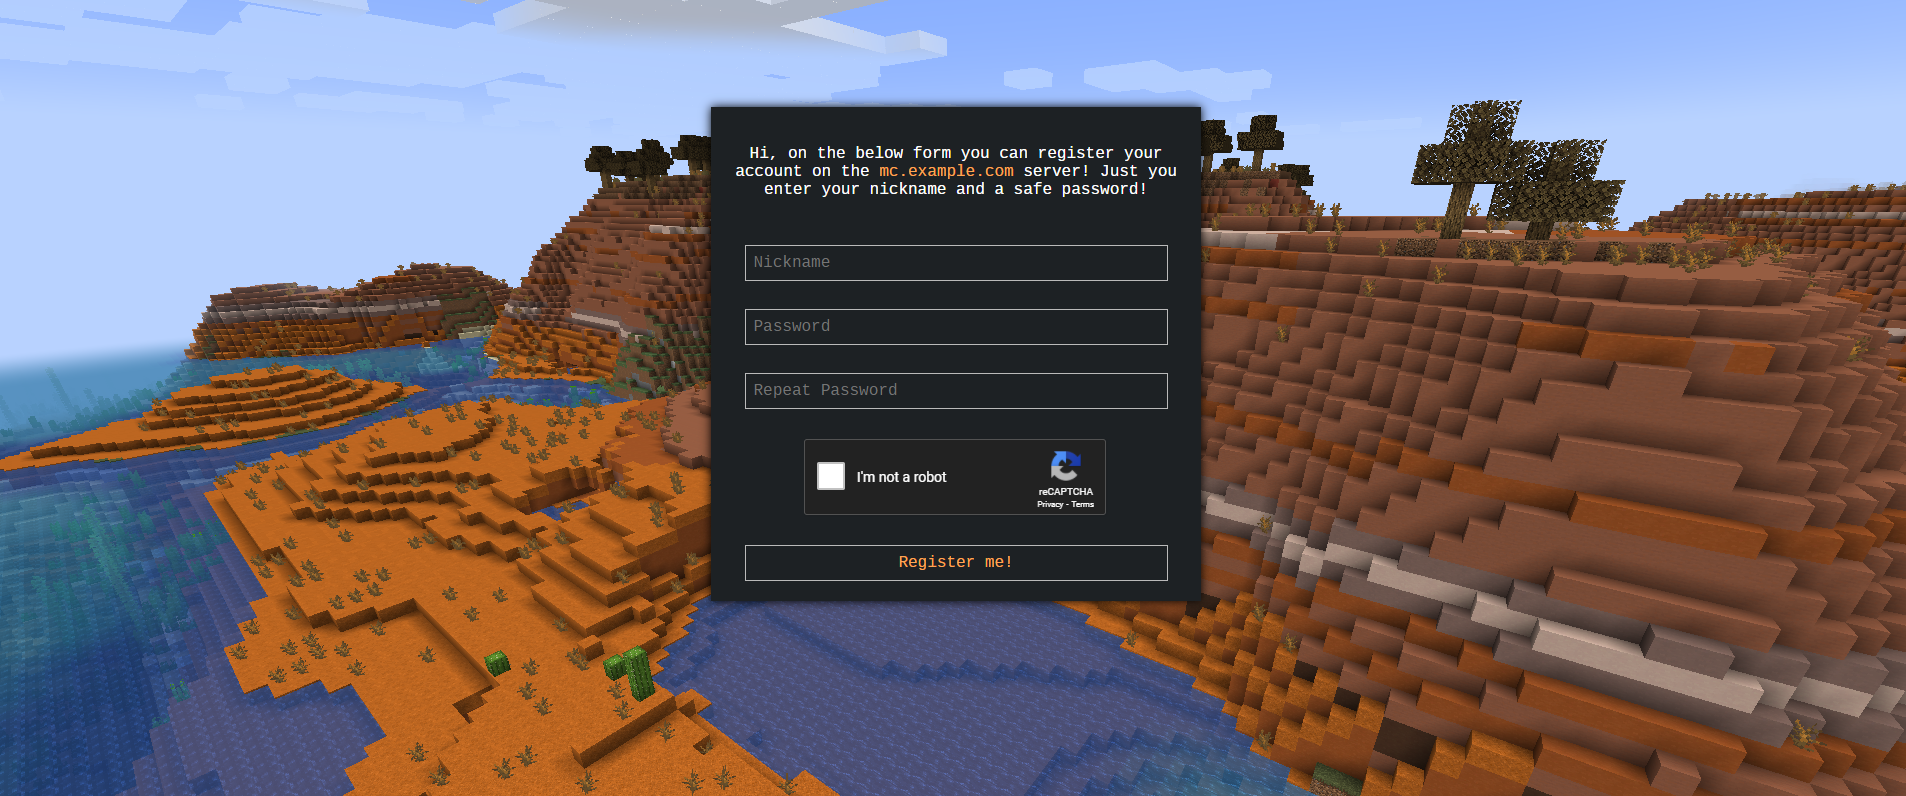 Hi, on the below form you can register your
account on the mc.example.com server! Just you
enter your nickname and a safe password!
Nickname
Password
Repeat Password
I'm not a robot
reCAPTCHA
Privacy - Terms
Register me!